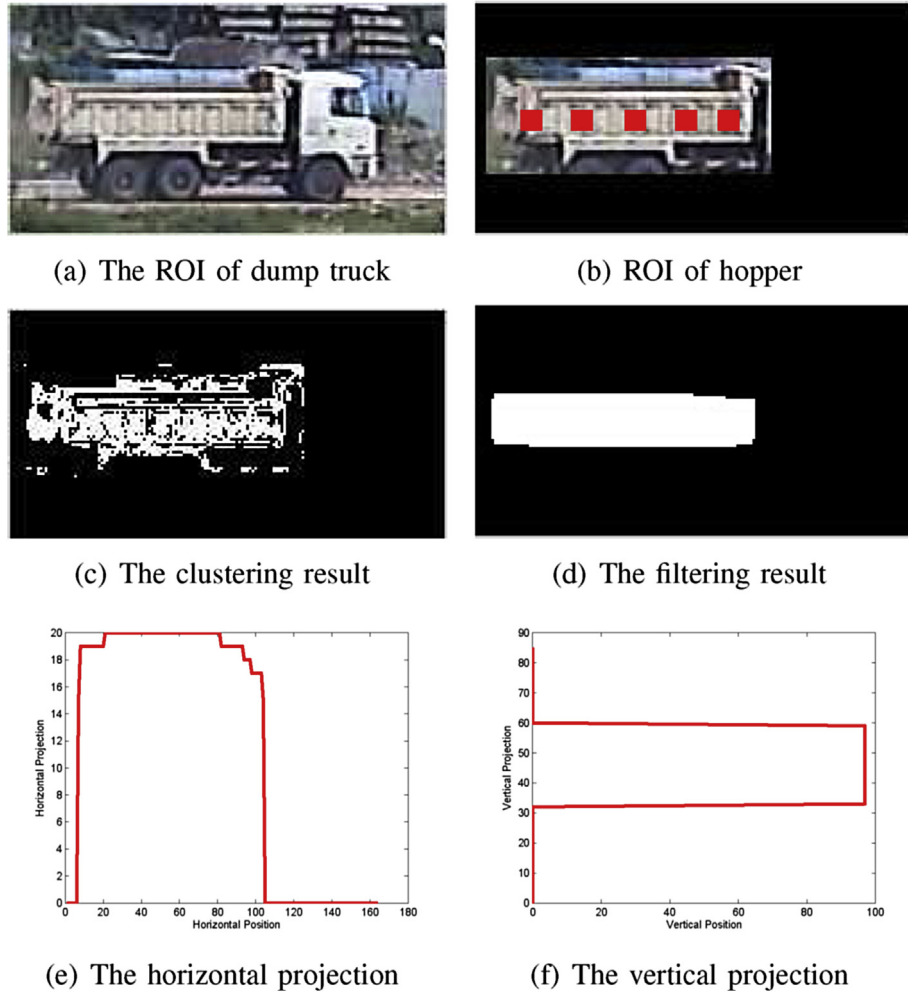 (a) The ROI of dump truck
(b) ROI of hopper
(c) The clustering result
(d) The filtering result
20
18
16
14
12
10
8
6
4
2
0
Horizontal Projection
0 20 40 60 80 100 120 140 160 180
Horizontal Position
(e) The horizontal projection
90
80
70
60
50
40
30
20
10
0
Vertical Projection
0 20 40 60 80 100
Vertical Position
(f) The vertical projection